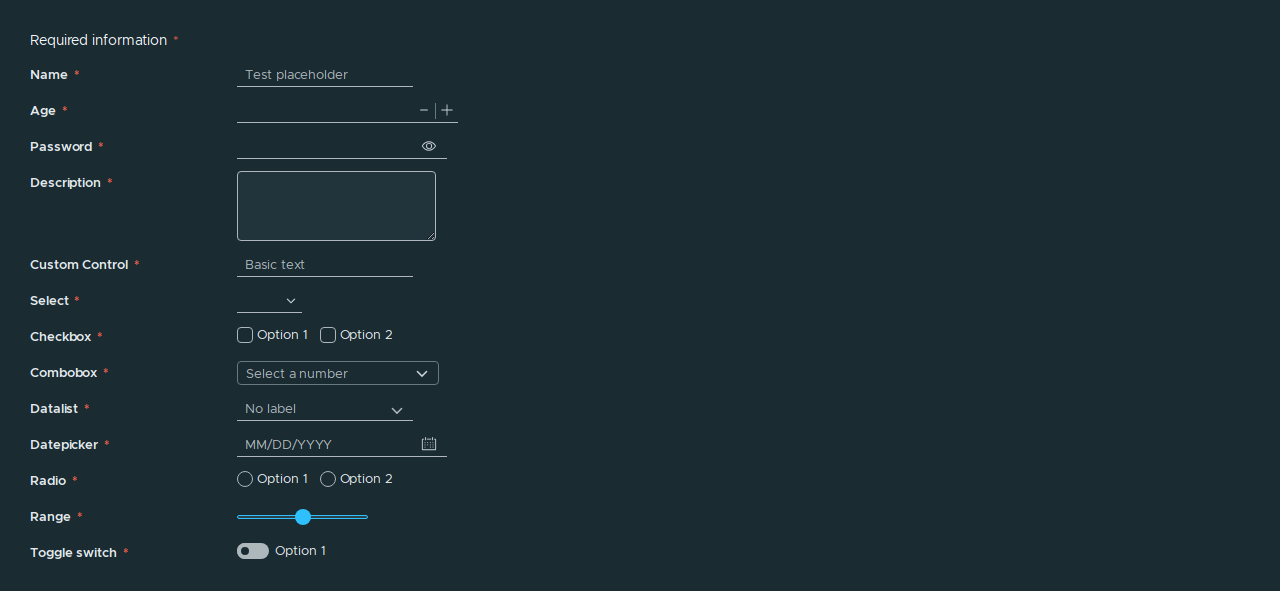 Required information *
Name * Test placeholder
Age *
Password *
Description *
Custom Control * Basic text
Select *
Checkbox * Option 1 Option 2
Combobox * Select a number
Datalist * No label
Datepicker * MM/DD/YYYY
Radio * Option 1 Option 2
Range *
Toggle switch * Option 1